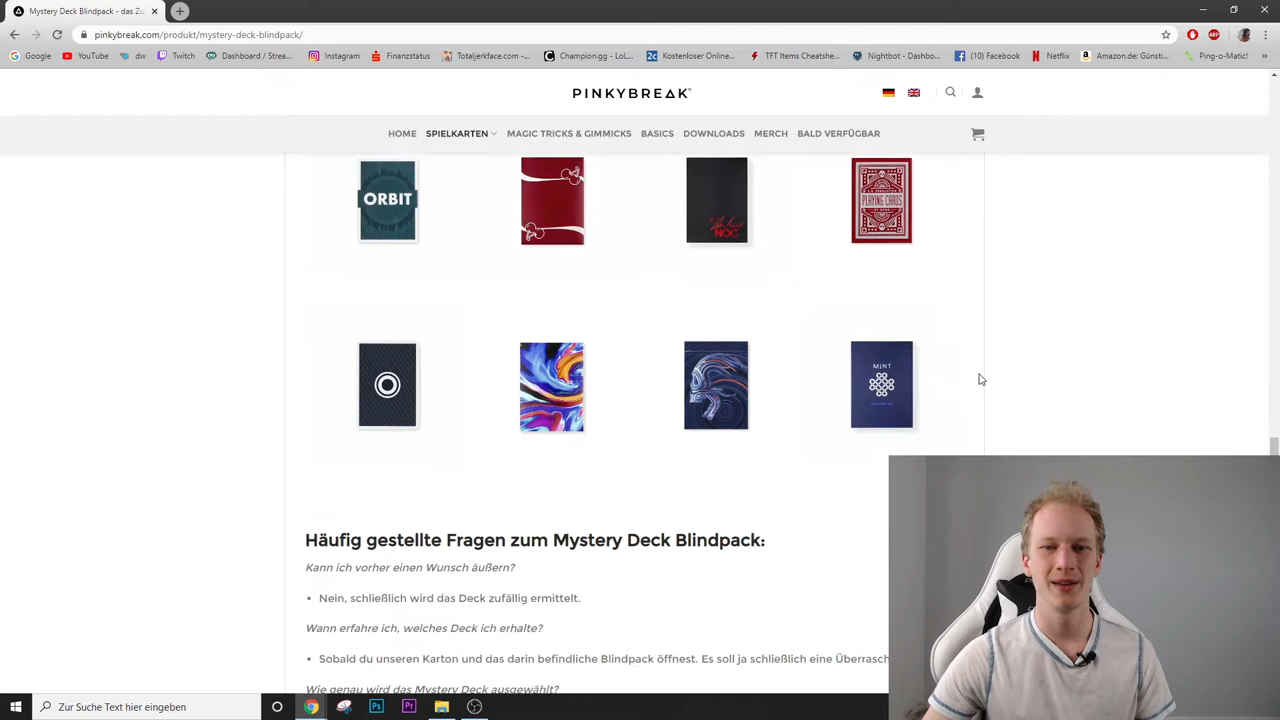 Mystery Deck Blindpack - das Zu
pinkybreak.com/produkt/mystery-deck-blindpack/
Google YouTube dw Twitch Dashboard / Strea Instagram Finanzstatus Totaljerkface.com -... Champion.gg - LoL... Kostenloser Online... TFT Items Cheatshe... Nightbot - Dashbo... (10) Facebook Netflix Amazon.de: Günsti... Ping-o-Matic!
PINKYBREAK
HOME SPIELKARTEN MAGIC TRICKS & GIMMICKS BASICS DOWNLOADS MERCH BALD VERFÜGBAR
ORBIT
NOC
PLAYING CARDS
MINT
Häufig gestellte Fragen zum Mystery Deck Blindpack:
Kann ich vorher einen Wunsch äußern?
• Nein, schließlich wird das Deck zufällig ermittelt.
Wann erfahre ich, welches Deck ich erhalte?
• Sobald du unseren Karton und das darin befindliche Blindpack öffnest. Es soll ja schließlich eine Überrasch
Wie genau wird das Mystery Deck ausgewählt?
Zur Suche Text hier eingeben